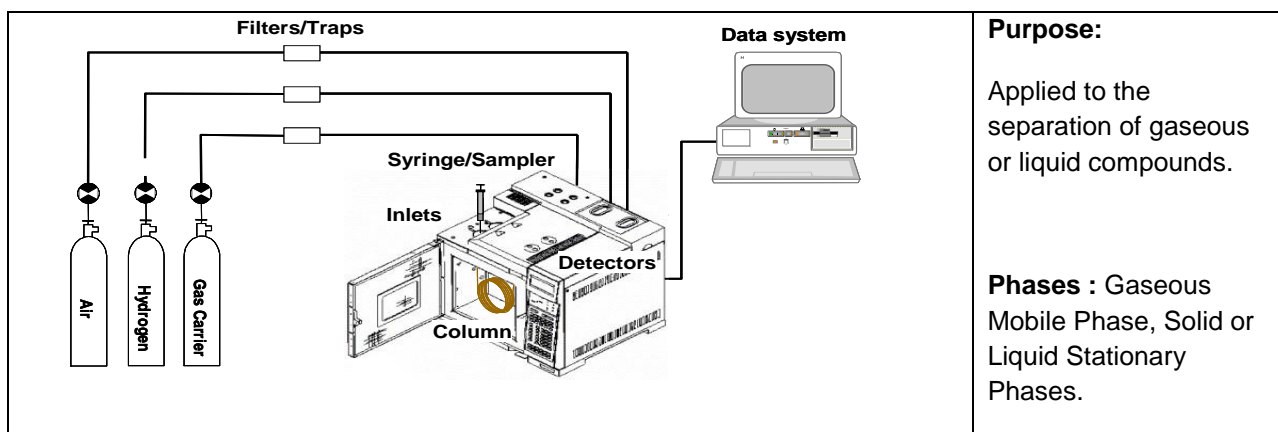 Filters/Traps
Data system
Syringe/Sampler
Inlets
Detectors
Column
Air
Hydrogen
Gas Carrier
Purpose:
Applied to the
separation of gaseous
or liquid compounds.
Phases : Gaseous
Mobile Phase, Solid or
Liquid Stationary
Phases.